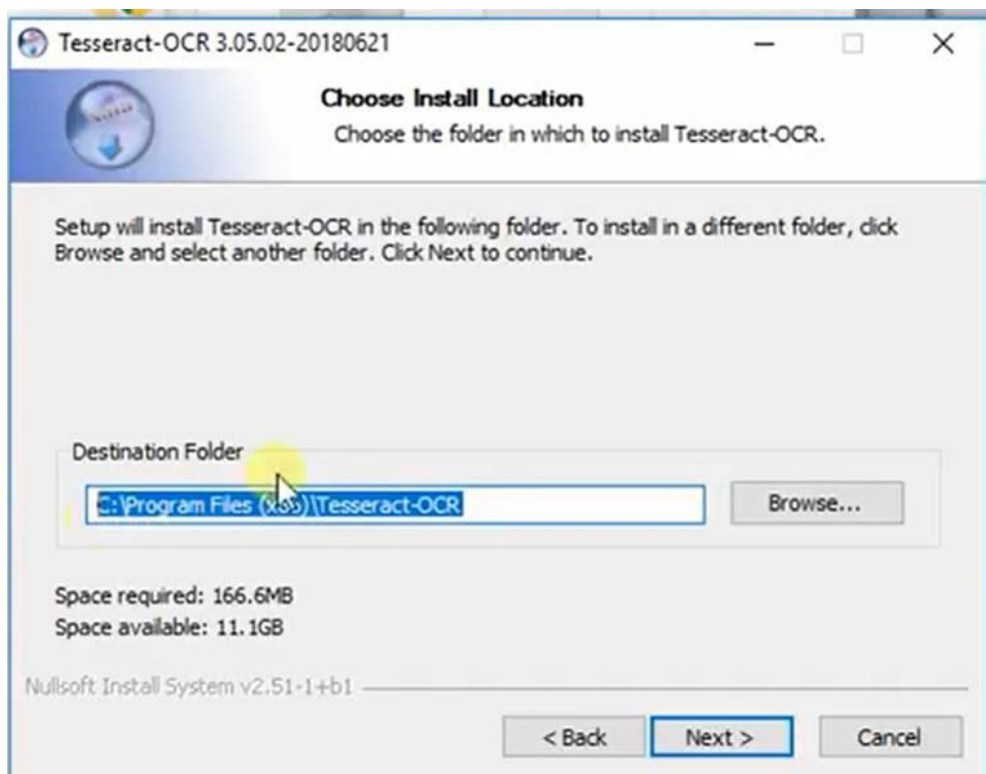 Tesseract-OCR 3.05.02-20180621
Choose Install Location
Choose the folder in which to install Tesseract-OCR.
Setup will install Tesseract-OCR in the following folder. To install in a different folder, click
Browse and select another folder. Click Next to continue.
Destination Folder
C:\Program Files (x86)\Tesseract-OCR
Browse...
Space required: 166.6MB
Space available: 11.1GB
Nullsoft Install System v2.51-1+b1
< Back
Next >
Cancel